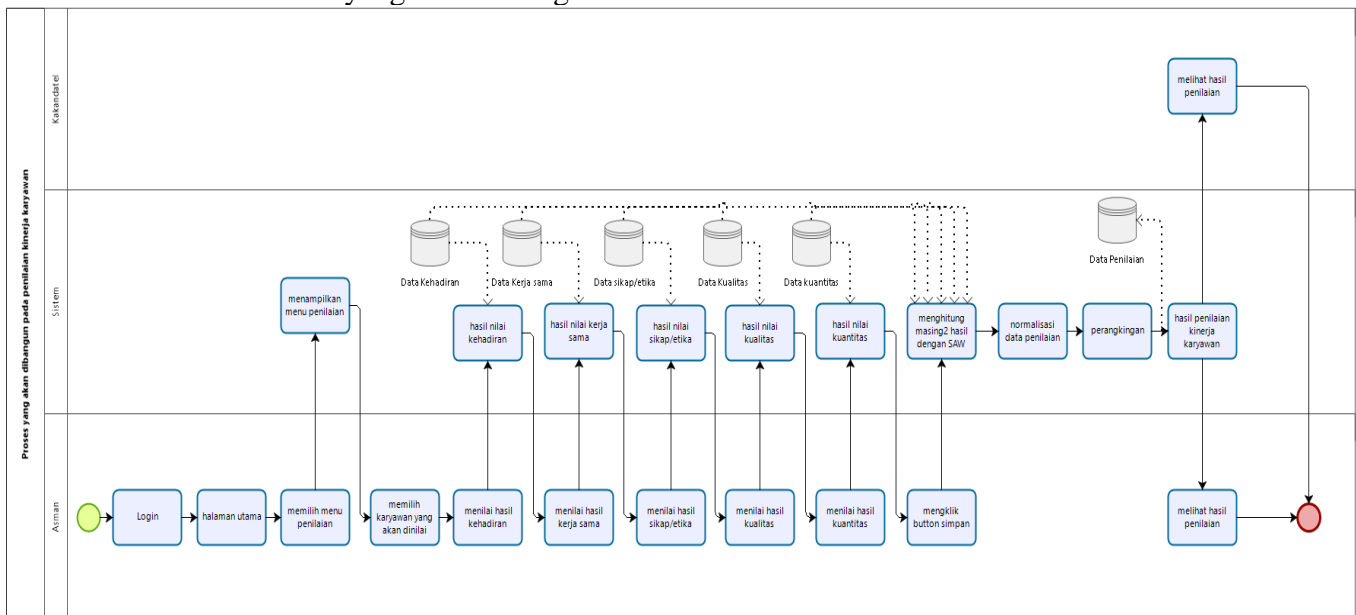 Proses yang akan dibangun pada penilaian kinerja karyawan
Kakandatel
melihat hasil
penilaian
Sistem
Data Kehadiran
Data Kerja sama
Data sikap/etika
Data Kualitas
Data kuantitas
Data Penilaian
menampilkan
menu penilaian
hasil nilai
kehadiran
hasil nilai kerja
sama
hasil nilai
sikap/etika
hasil nilai
kualitas
hasil nilai
kuantitas
menghitung
masing2 hasil
dengan SAW
normalisasi
data penilaian
perangkingan
hasil penilaian
kinerja
karyawan
Asman
Login
halaman utama
memilih menu
penilaian
memilih
karyawan yang
akan dinilai
menilai hasil
kehadiran
menilai hasil
kerja sama
menilai hasil
sikap/etika
menilai hasil
kualitas
menilai hasil
kuantitas
mengklik
button simpan
melihat hasil
penilaian